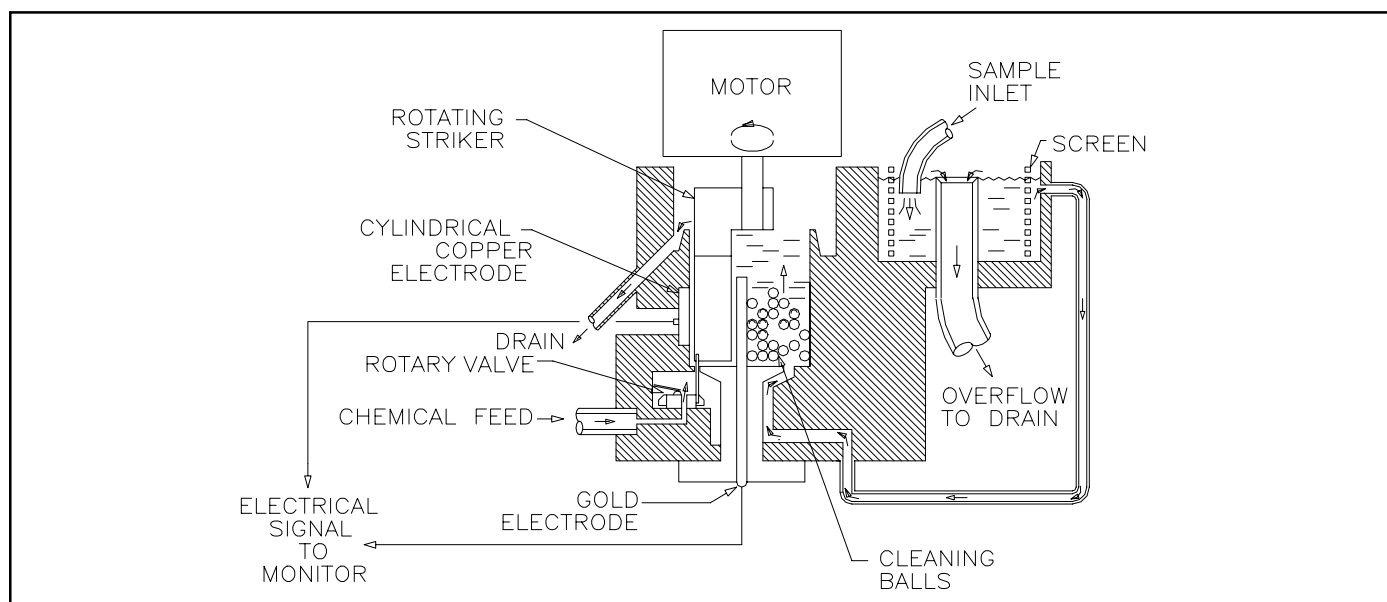 MOTOR
SAMPLE
INLET
ROTATING
STRIKER
SCREEN
CYLINDRICAL
COPPER
ELECTRODE
DRAIN
ROTARY VALVE
CHEMICAL FEED
OVERFLOW
TO DRAIN
GOLD
ELECTRODE
ELECTRICAL
SIGNAL
TO
MONITOR
CLEANING
BALLS